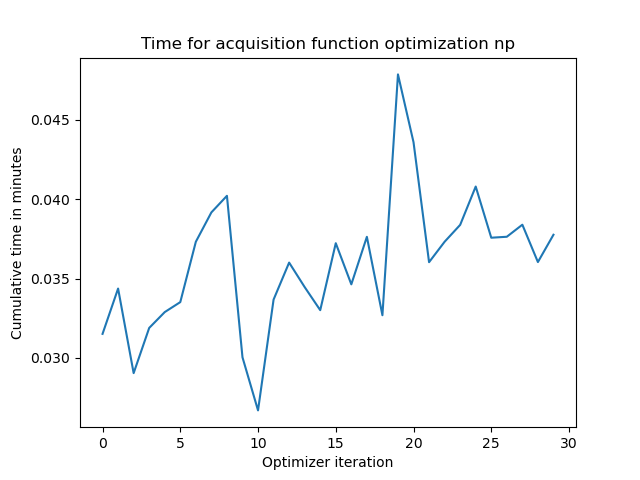 Time for acquisition function optimization np
Cumulative time in minutes
0.045
0.040
0.035
0.030
0 5 10 15 20 25 30
Optimizer iteration